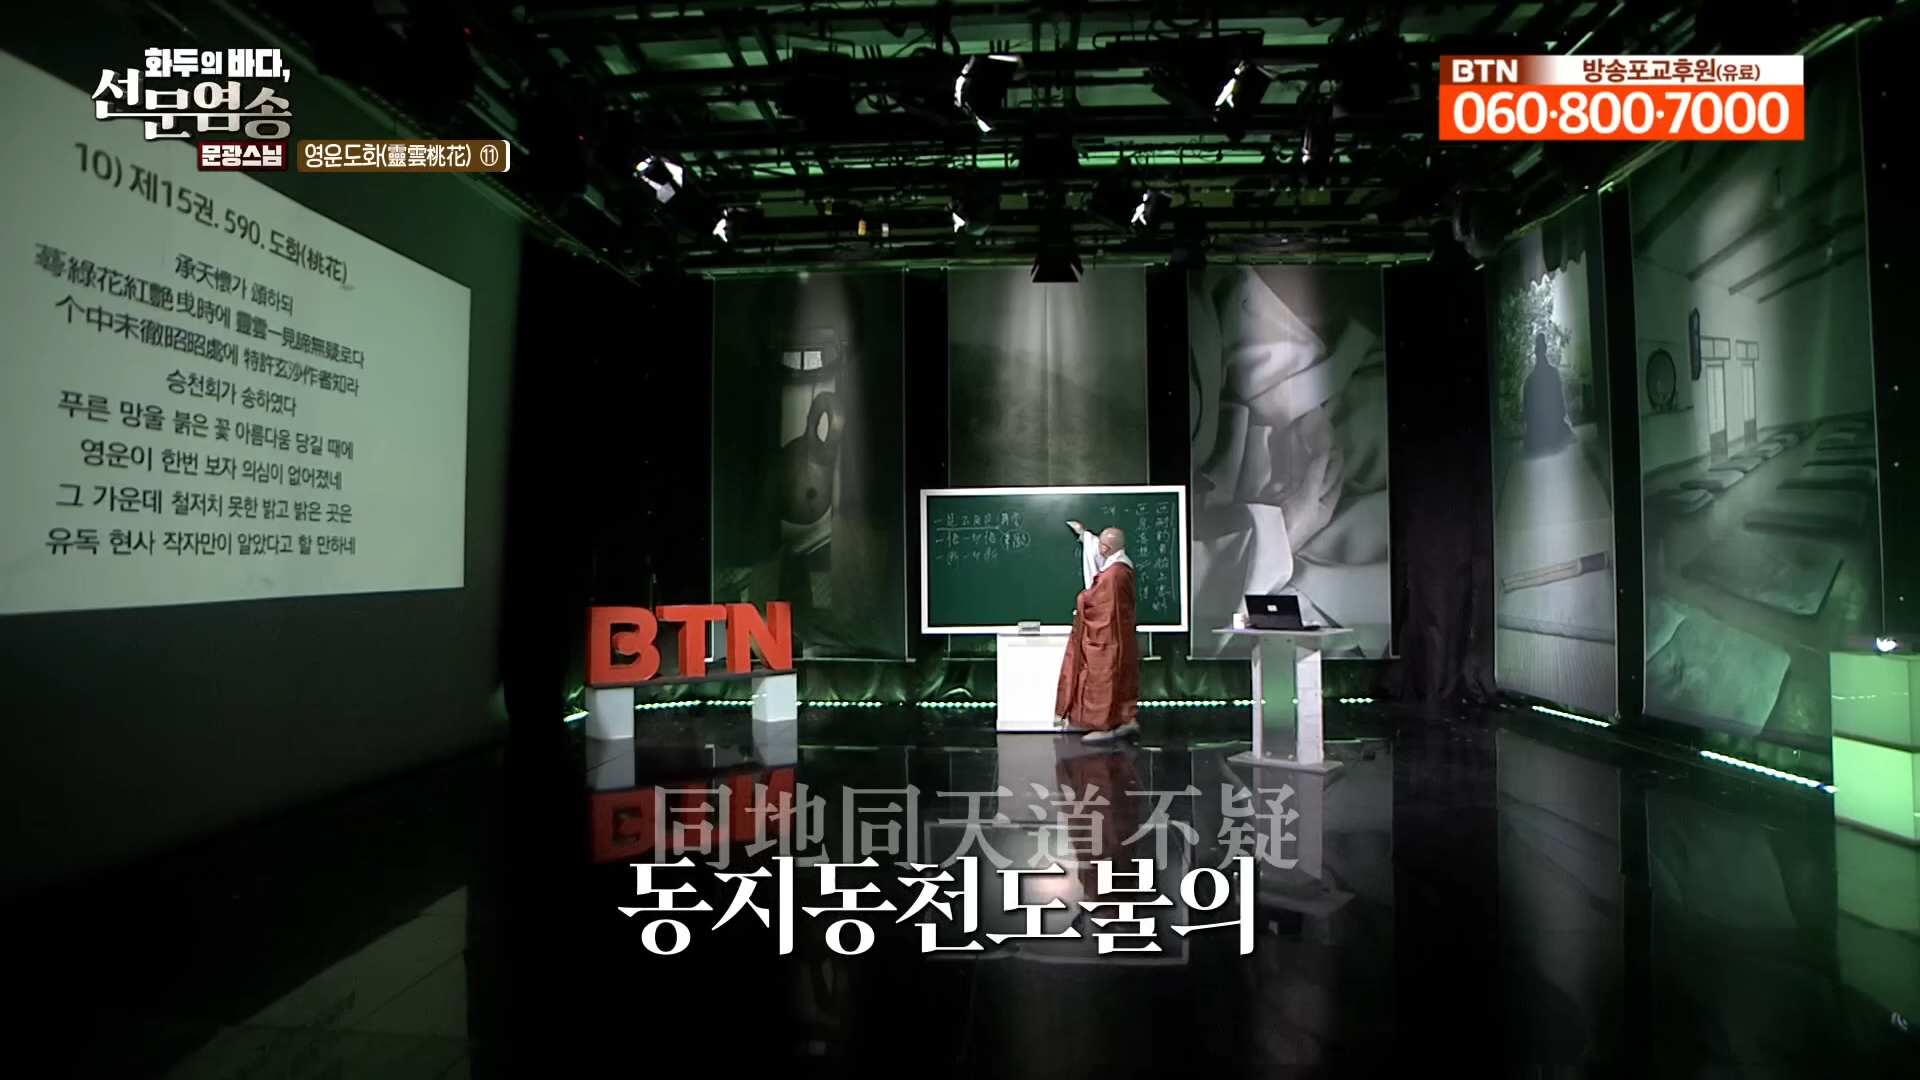 화두의 바다,
선문염송
문광스님
영운도화(靈雲桃花) ⑪
BTN 방송포교후원(유료)
060·800·7000
10) 제15권. 590. 도화(桃花)
承天懷가 頌하되
萼綠花紅艶曳時에 靈雲一見諦無疑로다
个中未徹昭昭處에 特許玄沙作者知라
승천회가 송하였다
푸른 망울 붉은 꽃 아름다움 당길 때에
영운이 한번 보자 의심이 없어졌네
그 가운데 철저치 못한 밝고 밝은 곳은
유독 현사 작자만이 알았다고 할 만하네
BTN
同地同天道不疑
동지동천도불의